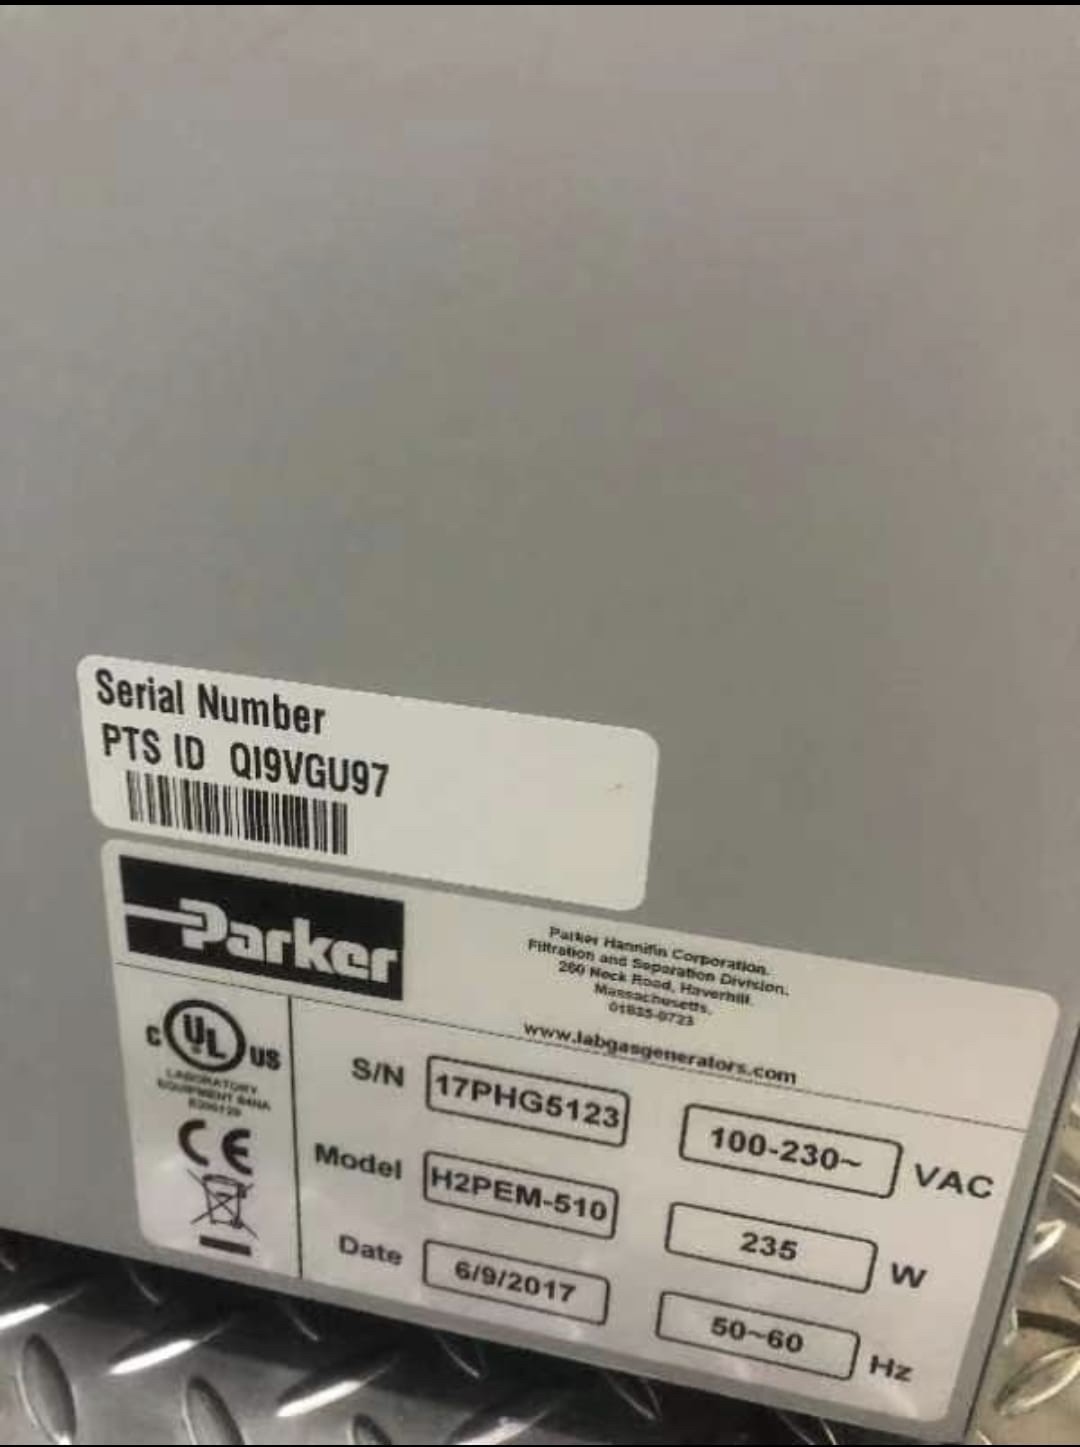 Serial Number
PTS ID QI9VGU97
Parker
Parker Hannifin Corporation.
Filtration and Separation Division.
260 Neck Road, Haverhill.
Massachusetts.
01835-0723
www.labgasgenerators.com
C UL US
LABORATORY
EQUIPMENT
CE
S/N 17PHG5123
100-230~ VAC
Model H2PEM-510
235 W
Date 6/9/2017
50~60 Hz